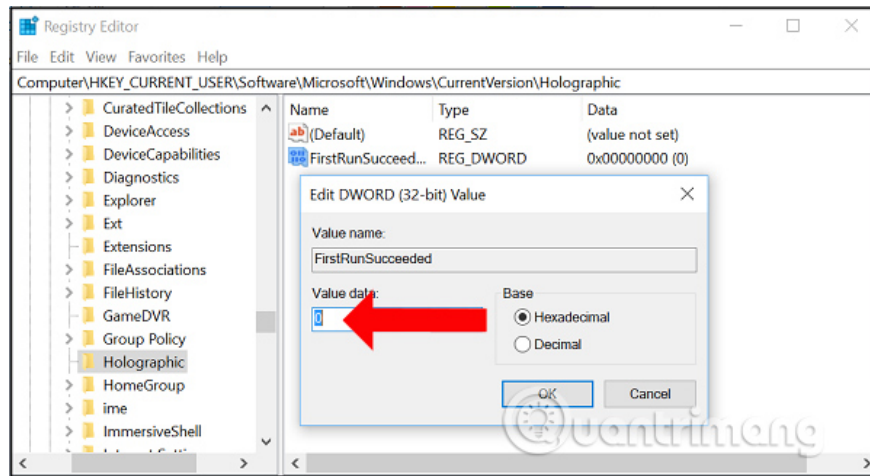 Registry Editor
File Edit View Favorites Help
Computer\HKEY_CURRENT_USER\Software\Microsoft\Windows\CurrentVersion\Holographic
CuratedTileCollections
DeviceAccess
DeviceCapabilities
Diagnostics
Explorer
Ext
Extensions
FileAssociations
FileHistory
GameDVR
Group Policy
Holographic
HomeGroup
ime
ImmersiveShell
Name Type Data
(Default) REG_SZ (value not set)
FirstRunSucceed... REG_DWORD 0x00000000 (0)
Edit DWORD (32-bit) Value
Value name:
FirstRunSucceeded
Value data:
0
Base
Hexadecimal
Decimal
OK Cancel
Quantrimang